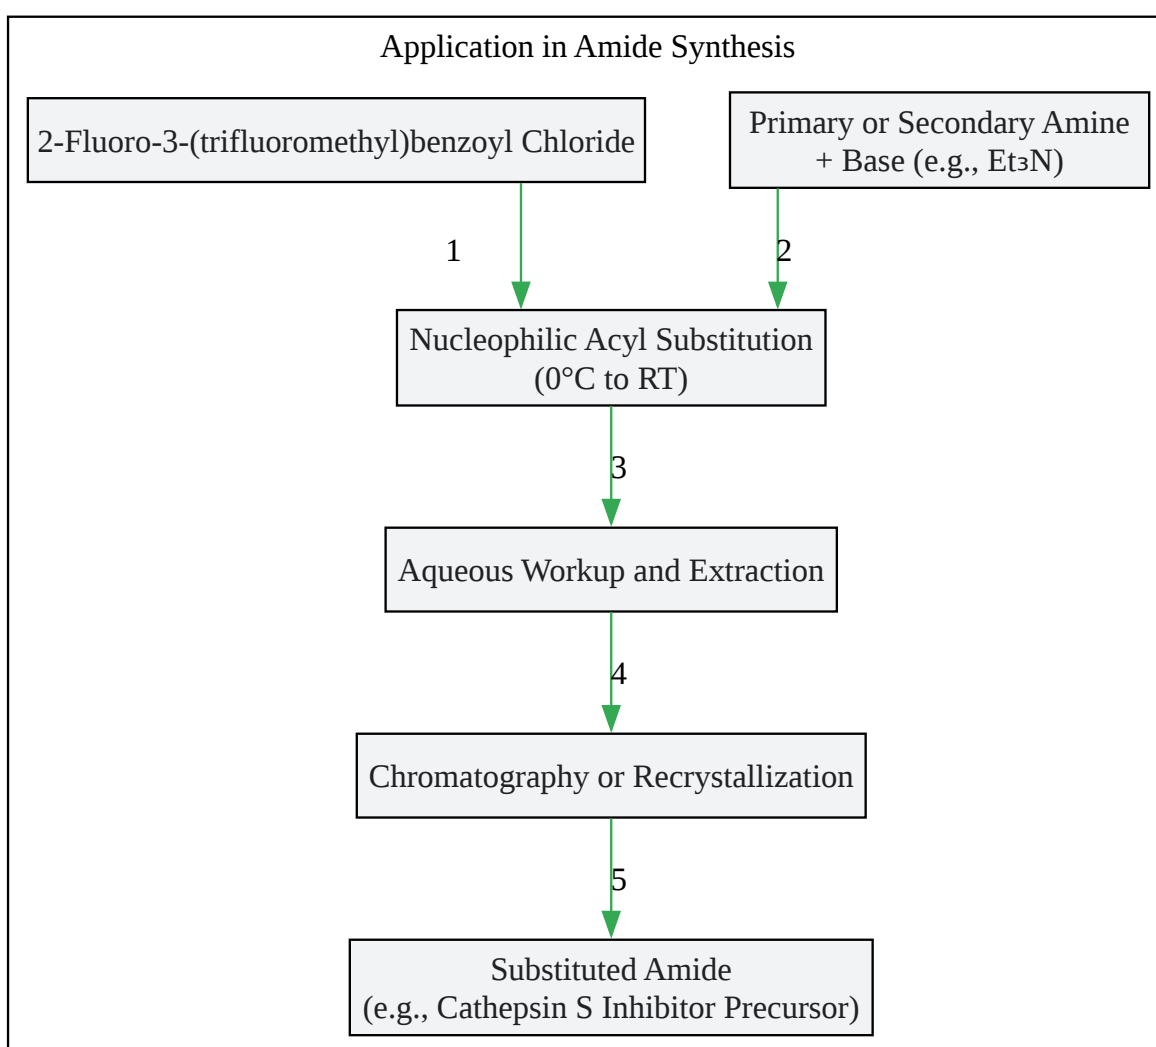 Application in Amide Synthesis
2-Fluoro-3-(trifluoromethyl)benzoyl Chloride
Primary or Secondary Amine
+ Base (e.g., Et₃N)
1
2
Nucleophilic Acyl Substitution
(0°C to RT)
3
Aqueous Workup and Extraction
4
Chromatography or Recrystallization
5
Substituted Amide
(e.g., Cathepsin S Inhibitor Precursor)